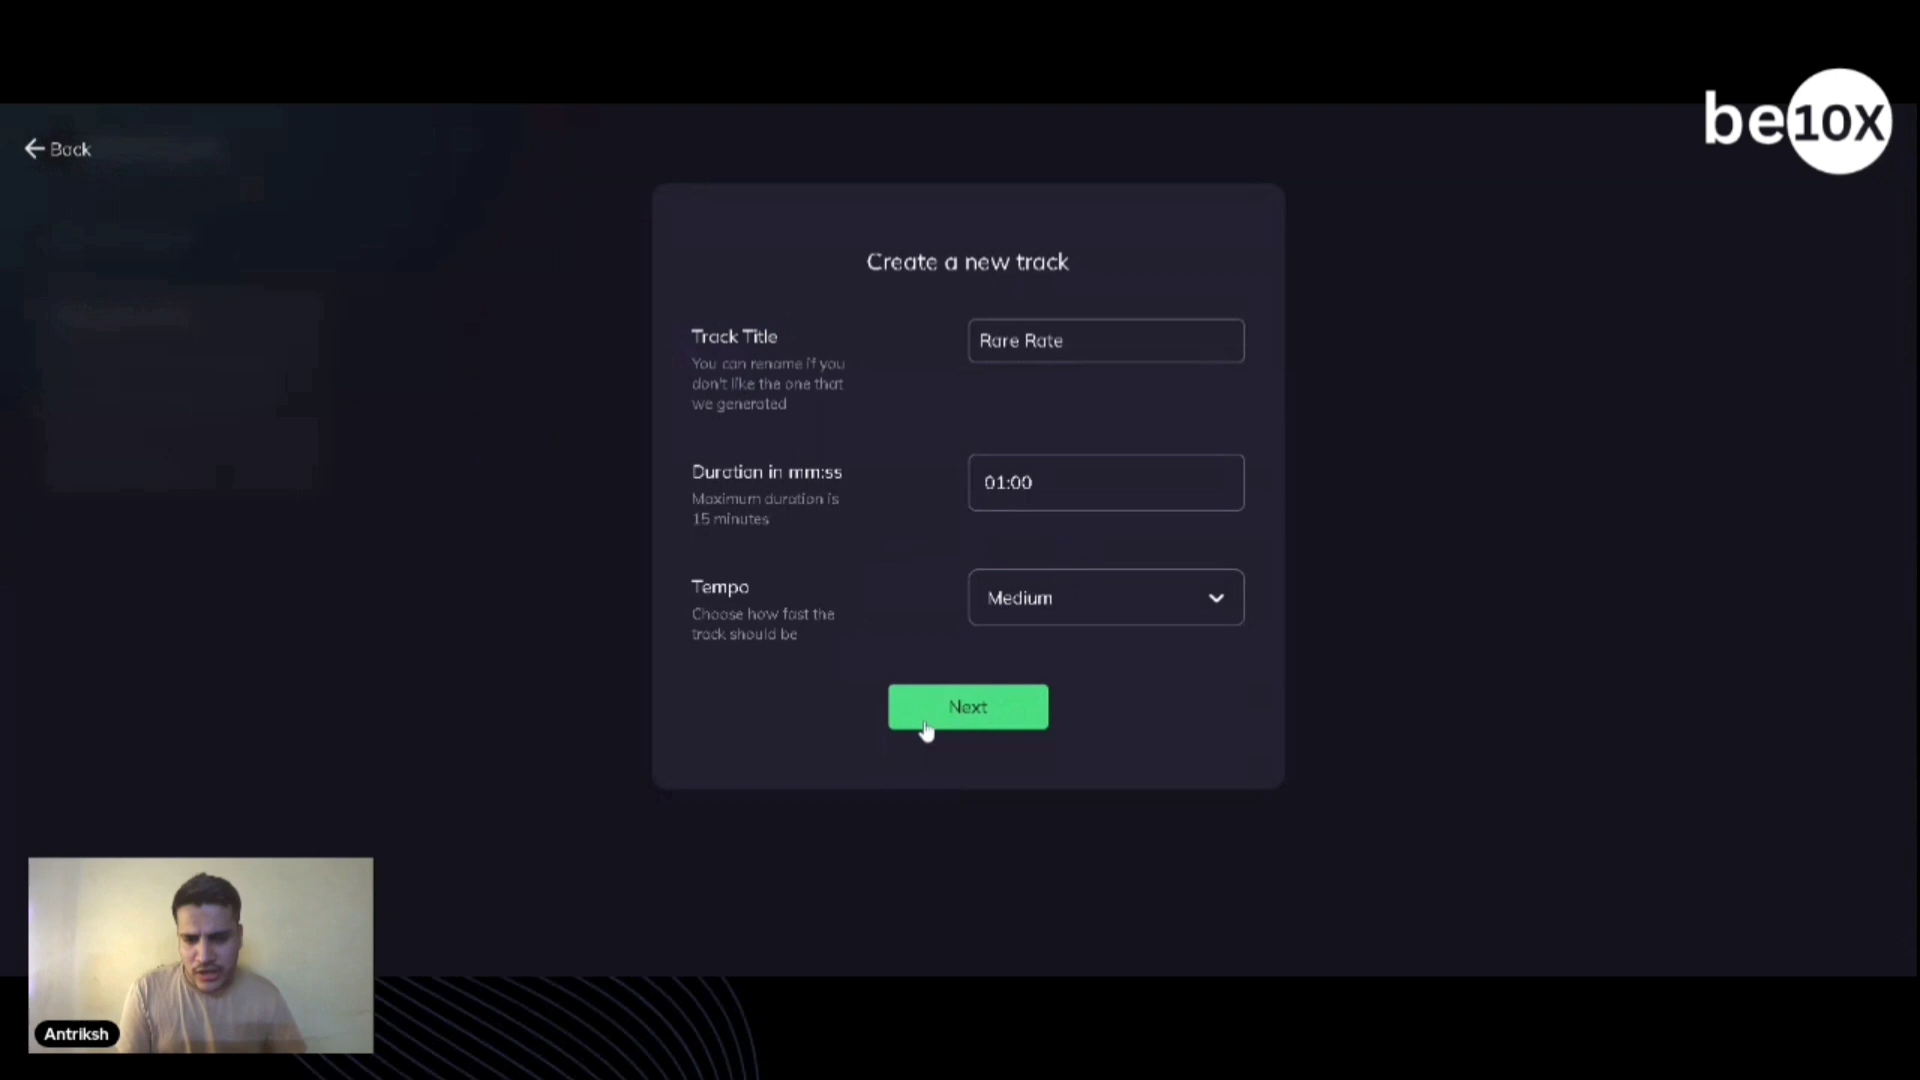 be10X
Back
Create a new track
Track Title
Rare Rate
You can rename if you
don't like the one that
we generated
Duration in mm:ss
01:00
Maximum duration is
15 minutes
Tempo
Medium
Choose how fast the
track should be
Next
Antriksh